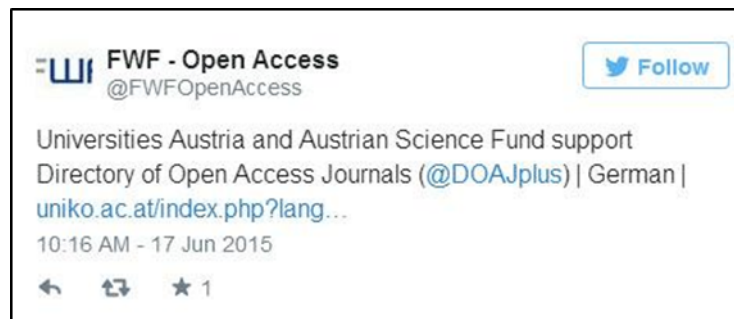 FWF FWF - Open Access
@FWFOpenAccess
Follow
Universities Austria and Austrian Science Fund support
Directory of Open Access Journals (@DOAJplus) | German |
uniko.ac.at/index.php?lang...
10:16 AM - 17 Jun 2015
1